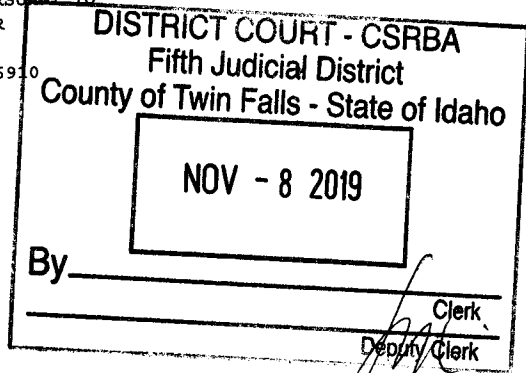 R
DISTRICT COURT - CSRBA
Fifth Judicial District
County of Twin Falls - State of Idaho
NOV - 8 2019
By
Clerk
Deputy Clerk